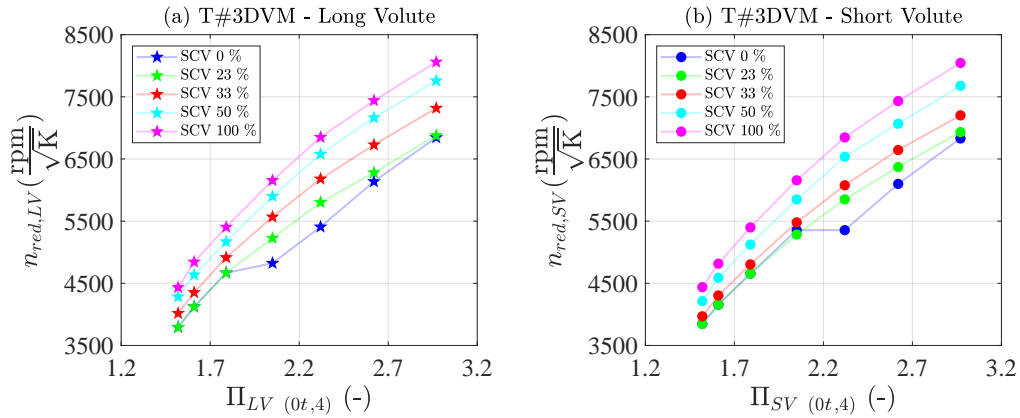 (a) T#3DVM - Long Volute
8500
7500
6500
5500
4500
3500
1.2 1.7 2.2 2.7 3.2
n_{red,LV} (rpm/√K)
Π_{LV (0t,4)} (-)
SCV 0 %
SCV 23 %
SCV 33 %
SCV 50 %
SCV 100 %
(b) T#3DVM - Short Volute
8500
7500
6500
5500
4500
3500
1.2 1.7 2.2 2.7 3.2
n_{red,SV} (rpm/√K)
Π_{SV (0t,4)} (-)
SCV 0 %
SCV 23 %
SCV 33 %
SCV 50 %
SCV 100 %